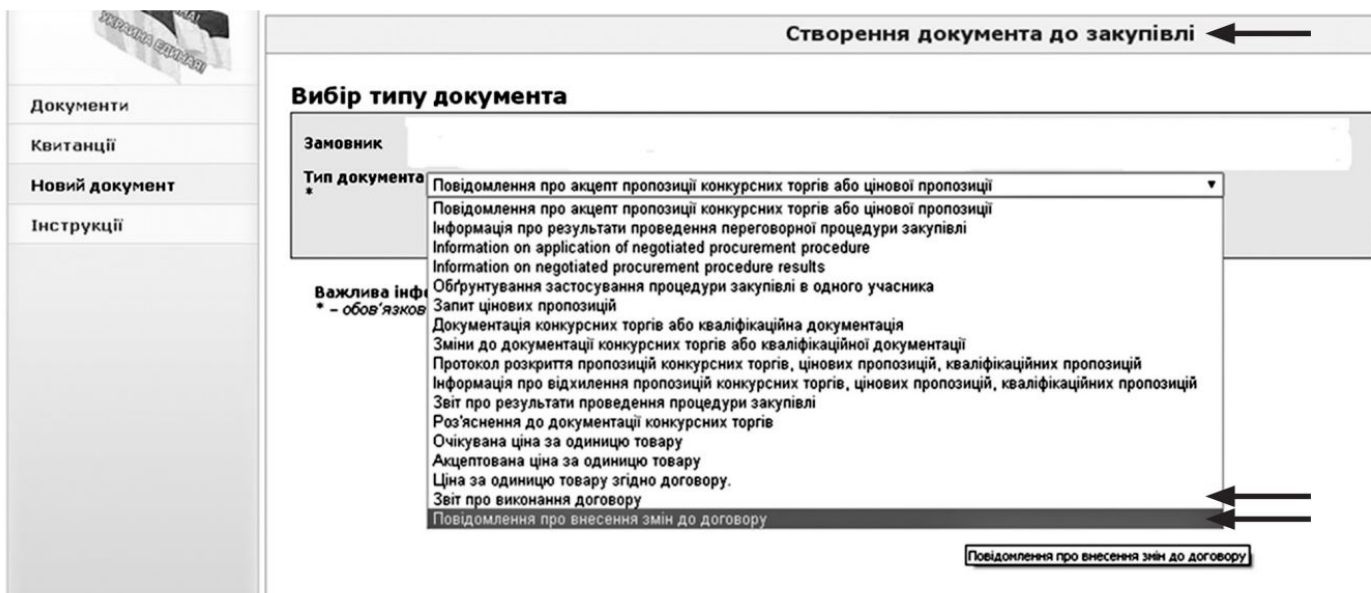 УКРАИНА ЕДИНАЯ!
Створення документа до закупівлі
Документи
Квитанції
Новий документ
Інструкції
Вибір типу документа
Замовник
Тип документа
*
Повідомлення про акцепт пропозиції конкурсних торгів або цінової пропозиції
Повідомлення про акцепт пропозиції конкурсних торгів або цінової пропозиції
Інформація про результати проведення переговорної процедури закупівлі
Information on application of negotiated procurement procedure
Information on negotiated procurement procedure results
Обґрунтування застосування процедури закупівлі в одного учасника
Запит цінових пропозицій
Документація конкурсних торгів або кваліфікаційна документація
Зміни до документації конкурсних торгів або кваліфікаційної документації
Протокол розкриття пропозицій конкурсних торгів, цінових пропозицій, кваліфікаційних пропозицій
Інформація про відхилення пропозицій конкурсних торгів, цінових пропозицій, кваліфікаційних пропозицій
Звіт про результати проведення процедури закупівлі
Роз'яснення до документації конкурсних торгів
Очікувана ціна за одиницю товару
Акцептована ціна за одиницю товару
Ціна за одиницю товару згідно договору.
Звіт про виконання договору
Повідомлення про внесення змін до договору
Важлива інф
* – обов'язков
Повідомлення про внесення змін до договору